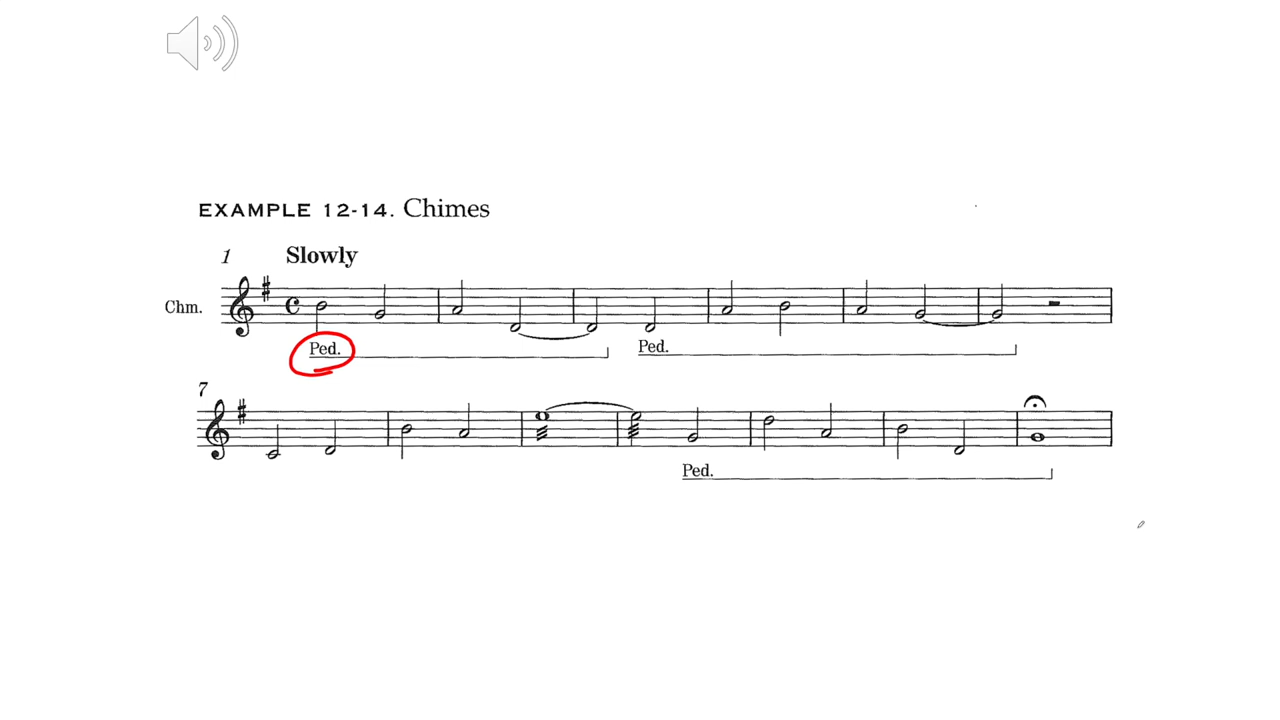 EXAMPLE 12-14. Chimes
1 Slowly
Chm.
Ped. Ped.
7
Ped.